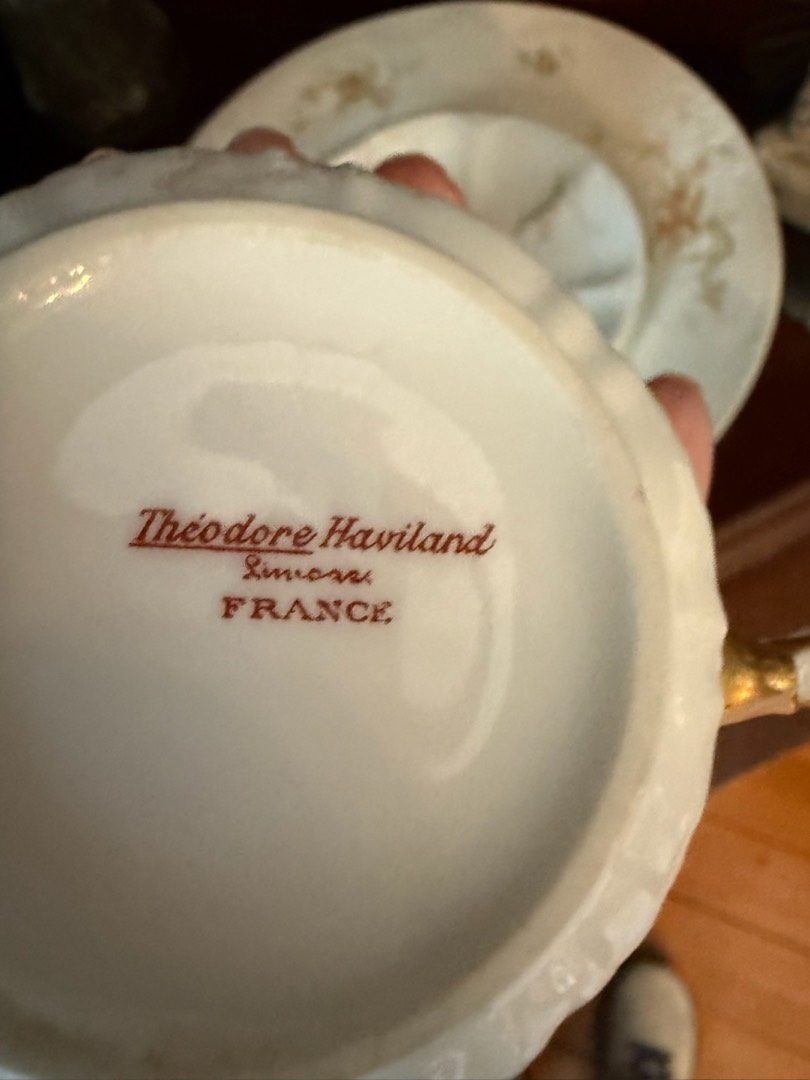 Théodore Haviland
Limoges
FRANCE